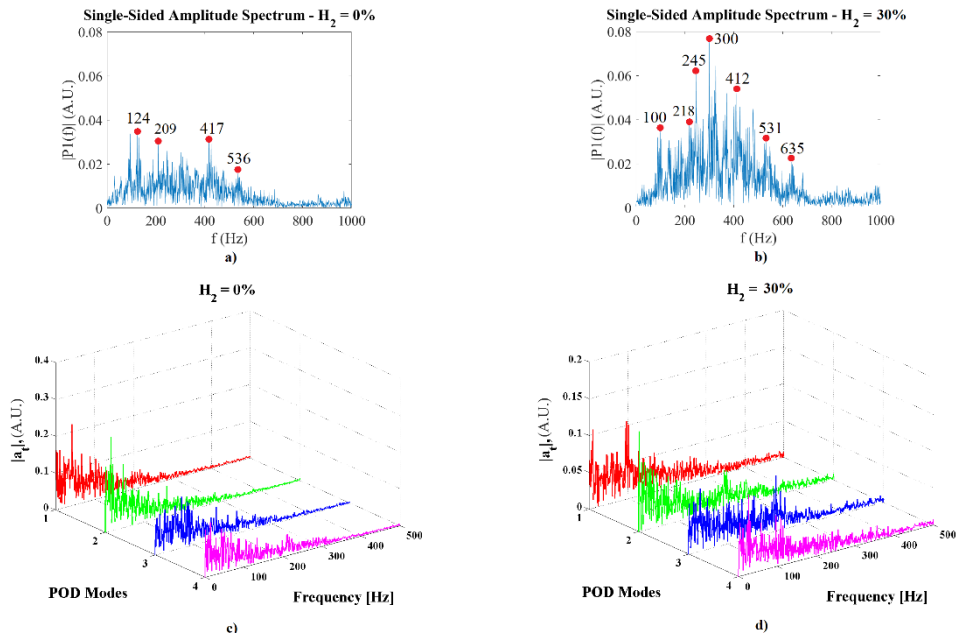 Single-Sided Amplitude Spectrum - H2 = 0%
|P1(f)| (A.U.)
0.08
0.06
0.04
0.02
0
124
209
417
536
0 200 400 600 800 1000
f (Hz)
a)
Single-Sided Amplitude Spectrum - H2 = 30%
|P1(f)| (A.U.)
0.08
0.06
0.04
0.02
0
100
218
245
300
412
531
635
0 200 400 600 800 1000
f (Hz)
b)
H2 = 0%
|at|, (A.U.)
0.4
0.3
0.2
0.1
0
1
2
3
4
0
100
200
300
400
500
POD Modes
Frequency [Hz]
c)
H2 = 30%
|at|, (A.U.)
0.2
0.15
0.1
0.05
0
1
2
3
4
0
100
200
300
400
500
POD Modes
Frequency [Hz]
d)